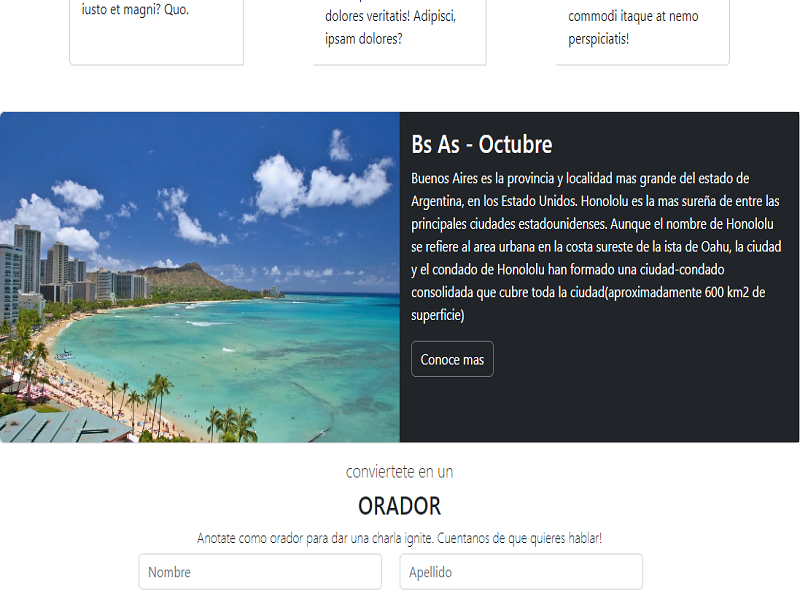 iusto et magni? Quo.
dolores veritatis! Adipisci,
ipsam dolores?
commodi itaque at nemo
perspiciatis!
Bs As - Octubre
Buenos Aires es la provincia y localidad mas grande del estado de
Argentina, en los Estado Unidos. Honololu es la mas sureña de entre las
principales ciudades estadounidenses. Aunque el nombre de Honololu
se refiere al area urbana en la costa sureste de la ista de Oahu, la ciudad
y el condado de Honololu han formado una ciudad-condado
consolidada que cubre toda la ciudad(aproximadamente 600 km2 de
superficie)
Conoce mas
conviertete en un
ORADOR
Anotate como orador para dar una charla ignite. Cuentanos de que quieres hablar!
Nombre
Apellido